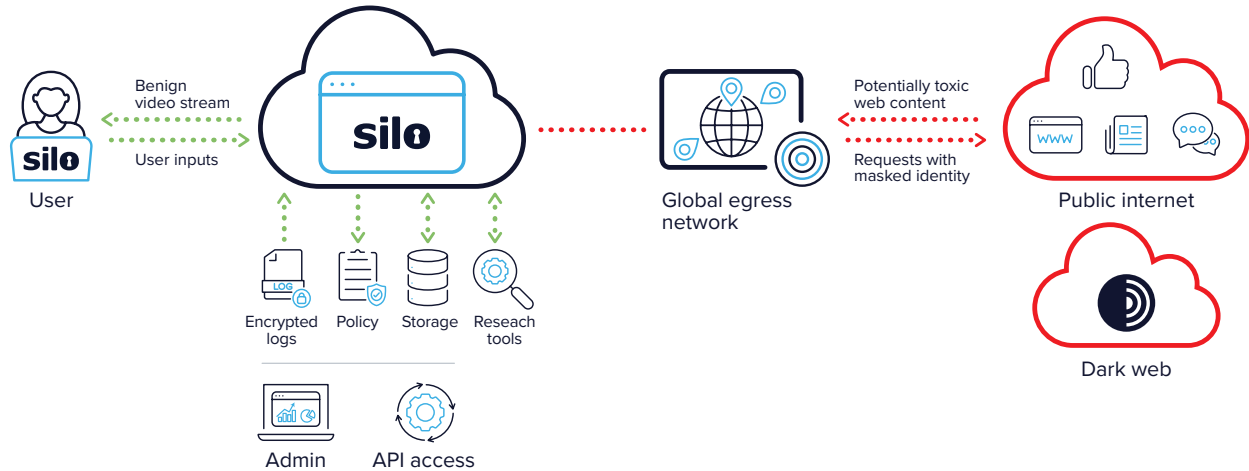 silo
User
Benign
video stream
User inputs
silo
Encrypted
logs
LOG
Policy
Storage
Reseach
tools
Admin
API access
Global egress
network
Potentially toxic
web content
Requests with
masked identity
www
Public internet
Dark web